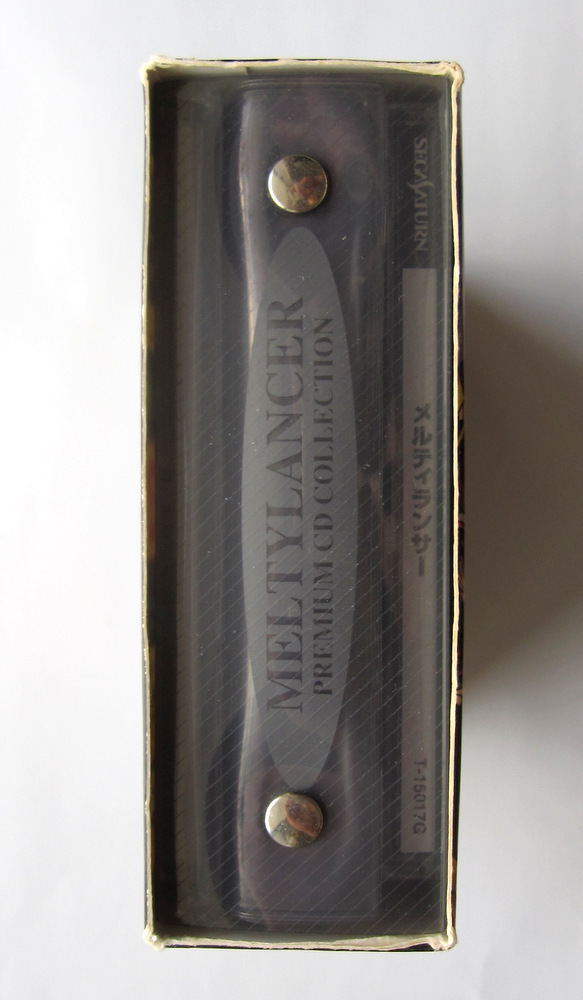 MELTYLANCER
PREMIUM CD COLLECTION
SEGA SATURN
メルティランサー
T-15017G